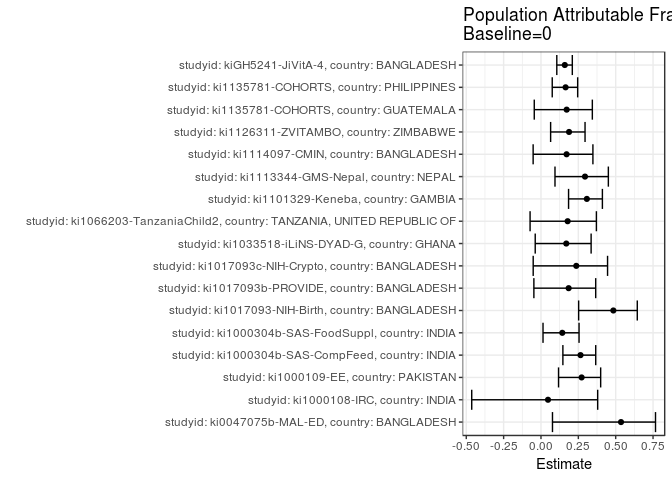 Population Attributable Fra
Baseline=0
studyid: kiGH5241-JiVitA-4, country: BANGLADESH
studyid: ki1135781-COHORTS, country: PHILIPPINES
studyid: ki1135781-COHORTS, country: GUATEMALA
studyid: ki1126311-ZVITAMBO, country: ZIMBABWE
studyid: ki1114097-CMIN, country: BANGLADESH
studyid: ki1113344-GMS-Nepal, country: NEPAL
studyid: ki1101329-Keneba, country: GAMBIA
studyid: ki1066203-TanzaniaChild2, country: TANZANIA, UNITED REPUBLIC OF
studyid: ki1033518-iLiNS-DYAD-G, country: GHANA
studyid: ki1017093c-NIH-Crypto, country: BANGLADESH
studyid: ki1017093b-PROVIDE, country: BANGLADESH
studyid: ki1017093-NIH-Birth, country: BANGLADESH
studyid: ki1000304b-SAS-FoodSuppl, country: INDIA
studyid: ki1000304b-SAS-CompFeed, country: INDIA
studyid: ki1000109-EE, country: PAKISTAN
studyid: ki1000108-IRC, country: INDIA
studyid: ki0047075b-MAL-ED, country: BANGLADESH
-0.50 -0.25 0.00 0.25 0.50 0.75
Estimate